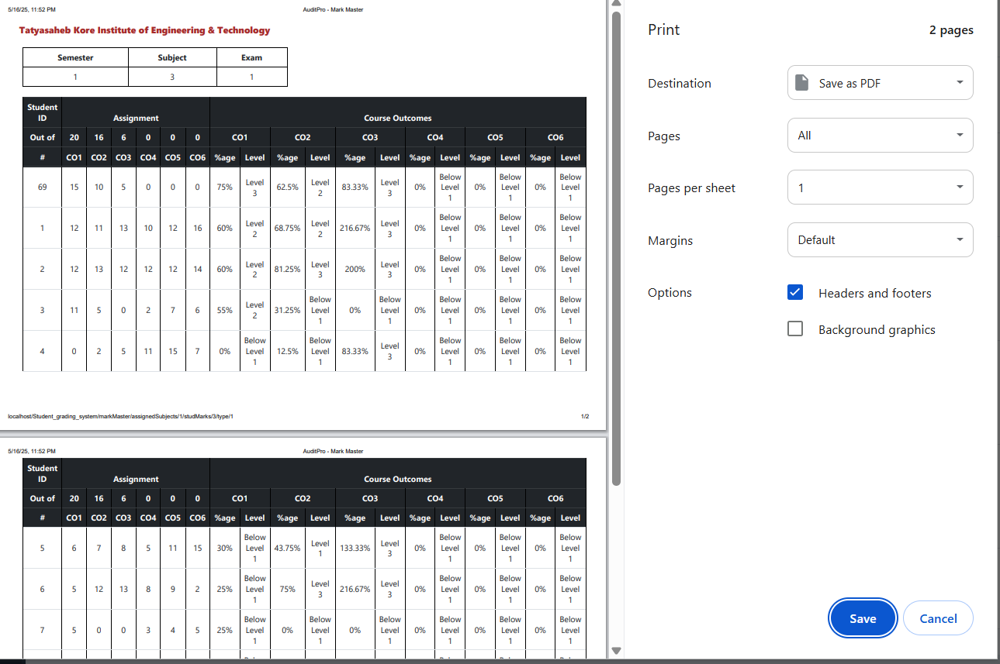 5/16/25, 11:52 PM AuditPro - Mark Master
Tatyasaheb Kore Institute of Engineering & Technology
Semester Subject Exam
1 3 1
Student ID Assignment Course Outcomes
Out of 20 16 6 0 0 0 CO1 CO2 CO3 CO4 CO5 CO6
# CO1 CO2 CO3 CO4 CO5 CO6 %age Level %age Level %age Level %age Level %age Level %age Level
69 15 10 5 0 0 0 75% Level 3 62.5% Level 2 83.33% Level 3 0% Below Level 1 0% Below Level 1 0% Below Level 1
1 12 11 13 10 12 16 60% Level 2 68.75% Level 2 216.67% Level 3 0% Below Level 1 0% Below Level 1 0% Below Level 1
2 12 13 12 12 12 14 60% Level 2 81.25% Level 3 200% Level 3 0% Below Level 1 0% Below Level 1 0% Below Level 1
3 11 5 0 2 7 6 55% Level 2 31.25% Below Level 1 0% Below Level 1 0% Below Level 1 0% Below Level 1 0% Below Level 1
4 0 2 5 11 15 7 0% Below Level 1 12.5% Below Level 1 83.33% Level 3 0% Below Level 1 0% Below Level 1 0% Below Level 1
localhost/Student_grading_system/markMaster/assignedSubjects/1/studMarks/3/type/1 1/2
5/16/25, 11:52 PM AuditPro - Mark Master
Student ID Assignment Course Outcomes
Out of 20 16 6 0 0 0 CO1 CO2 CO3 CO4 CO5 CO6
# CO1 CO2 CO3 CO4 CO5 CO6 %age Level %age Level %age Level %age Level %age Level %age Level
5 6 7 8 5 11 15 30% Below Level 1 43.75% Level 1 133.33% Level 3 0% Below Level 1 0% Below Level 1 0% Below Level 1
6 5 12 13 8 9 2 25% Below Level 1 75% Level 3 216.67% Level 3 0% Below Level 1 0% Below Level 1 0% Below Level 1
7 5 0 0 3 4 5 25% Below Level 1 0% Below Level 1 0% Below Level 1 0% Below Level 1 0% Below Level 1 0% Below Level 1
Print 2 pages
Destination Save as PDF
Pages All
Pages per sheet 1
Margins Default
Options Headers and footers
Background graphics
Save Cancel